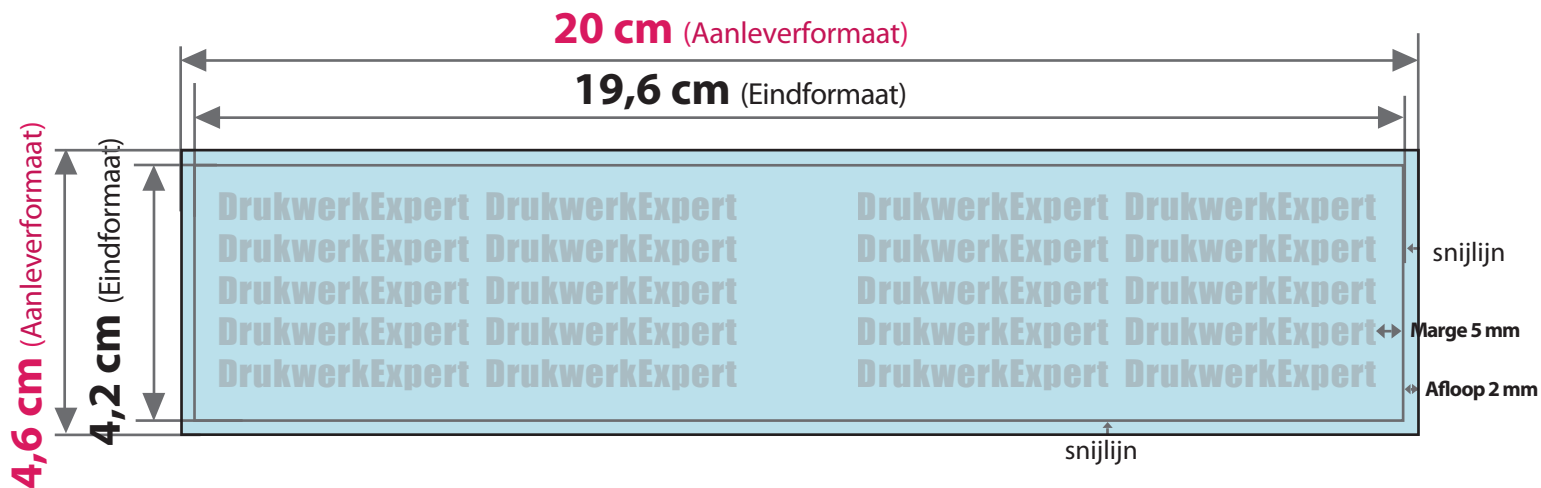 20 cm (Aanleverformaat)
19,6 cm (Eindformaat)
4,6 cm (Aanleverformaat)
4,2 cm (Eindformaat)
DrukwerkExpert DrukwerkExpert DrukwerkExpert DrukwerkExpert
DrukwerkExpert DrukwerkExpert DrukwerkExpert DrukwerkExpert
snijlijn
DrukwerkExpert DrukwerkExpert DrukwerkExpert DrukwerkExpert
DrukwerkExpert DrukwerkExpert DrukwerkExpert DrukwerkExpert
Marge 5 mm
DrukwerkExpert DrukwerkExpert DrukwerkExpert DrukwerkExpert
Afloop 2 mm
snijlijn